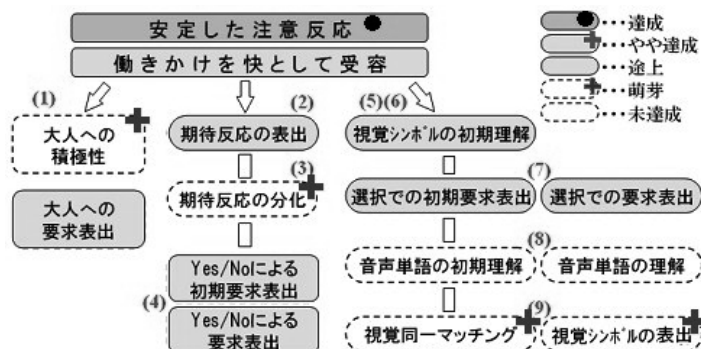 安定した注意反応
働きかけを快として受容
・・・達成
・・・やや達成
・・・途上
・・・萌芽
・・・未達成
(1)
大人への
積極性
大人への
要求表出
(2)
期待反応の表出
(3)
期待反応の分化
(4)
Yes/Noによる
初期要求表出
Yes/Noによる
要求表出
(5)(6)
視覚シンボルの初期理解
(7)
選択での初期要求表出
選択での要求表出
(8)
音声単語の初期理解
音声単語の理解
(9)
視覚同一マッチング
視覚シンボルの表出